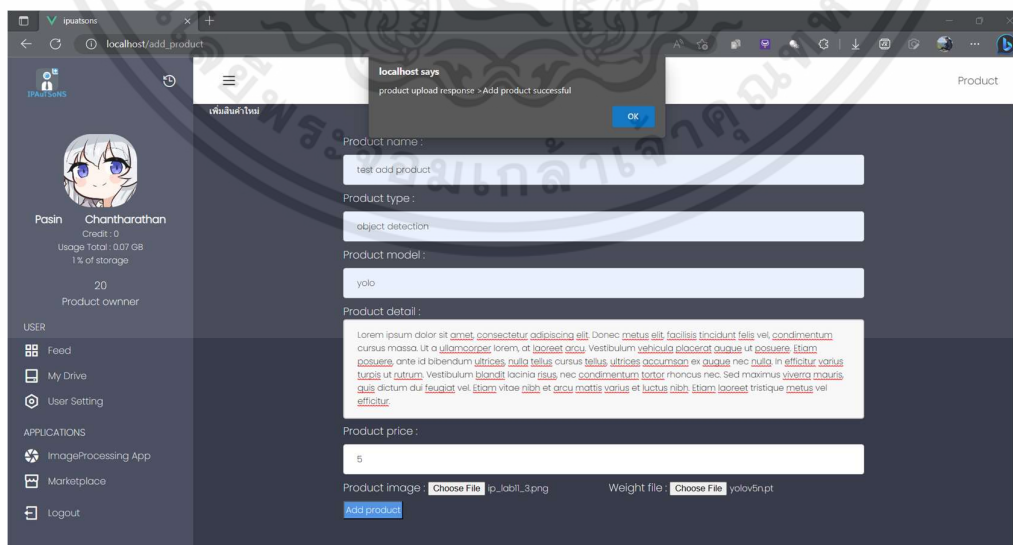 ipuatsons
localhost/add_product
IPAuTSoNS
localhost says
product upload response >Add product successful
OK
Product
เพิ่มสินค้าใหม่
Pasin Chantharathan
Credit : 0
Usage Total : 0.07 GB
1 % of storage
20
Product ownner
USER
Feed
My Drive
User Setting
APPLICATIONS
ImageProcessing App
Marketplace
Logout
Product name :
test add product
Product type :
object detection
Product model :
yolo
Product detail :
Lorem ipsum dolor sit amet, consectetur adipiscing elit. Donec metus elit, facilisis tincidunt felis vel, condimentum
cursus massa. Ut a ullamcorper lorem, at laoreet arcu. Vestibulum vehicula placerat augue ut posuere. Etiam
posuere, ante id bibendum ultrices, nulla tellus cursus tellus, ultrices accumsan ex augue nec nulla. In efficitur varius
turpis ut rutrum. Vestibulum blandit lacinia risus, nec condimentum tortor rhoncus nec. Sed maximus viverra mauris,
quis dictum dui feugiat vel. Etiam vitae nibh et arcu mattis varius et luctus nibh. Etiam laoreet tristique metus vel
efficitur.
Product price :
5
Product image : Choose File ip_lab11_3.png Weight file : Choose File yolov5n.pt
Add product